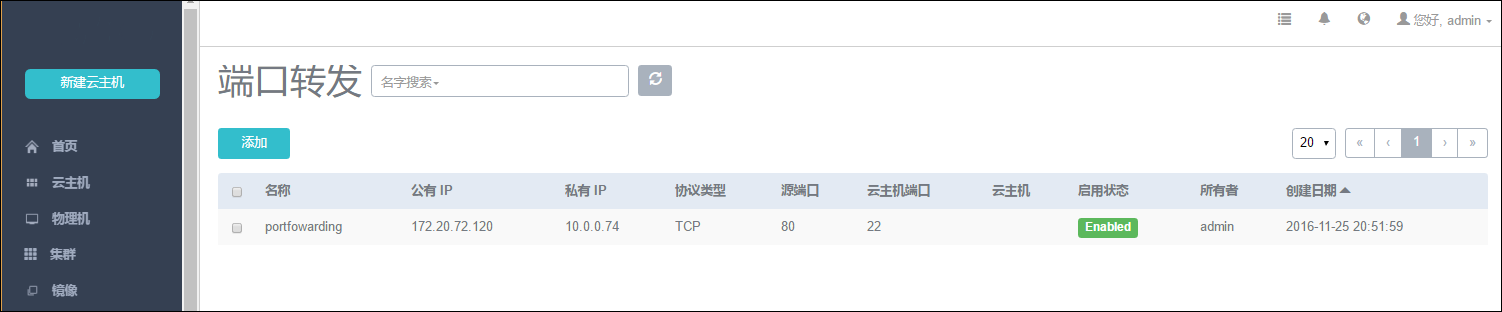 您好, admin
新建云主机
首页
云主机
物理机
集群
镜像
端口转发 名字搜索
添加
20 « ‹ 1 › »
名称 公有 IP 私有 IP 协议类型 源端口 云主机端口 云主机 启用状态 所有者 创建日期
portfowarding 172.20.72.120 10.0.0.74 TCP 80 22 Enabled admin 2016-11-25 20:51:59